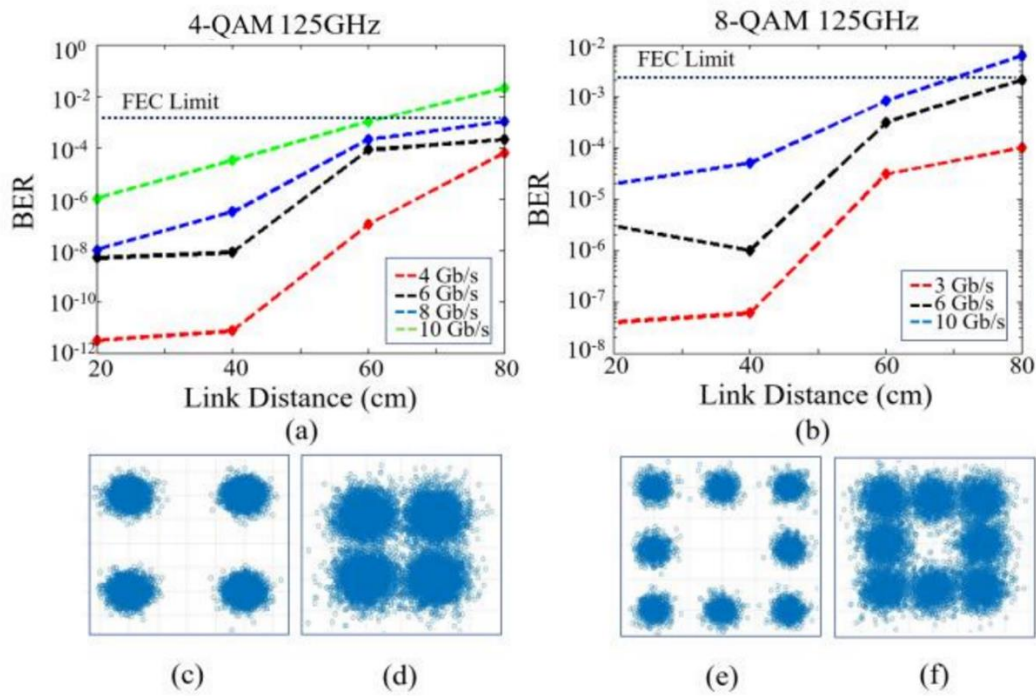 4-QAM 125GHz
10^0
10^-2
10^-4
10^-6
10^-8
10^-10
10^-12
BER
FEC Limit
4 Gb/s
6 Gb/s
8 Gb/s
10 Gb/s
20 40 60 80
Link Distance (cm)
(a)
8-QAM 125GHz
10^-2
10^-3
10^-4
10^-5
10^-6
10^-7
10^-8
BER
FEC Limit
3 Gb/s
6 Gb/s
10 Gb/s
20 40 60 80
Link Distance (cm)
(b)
(c) (d) (e) (f)